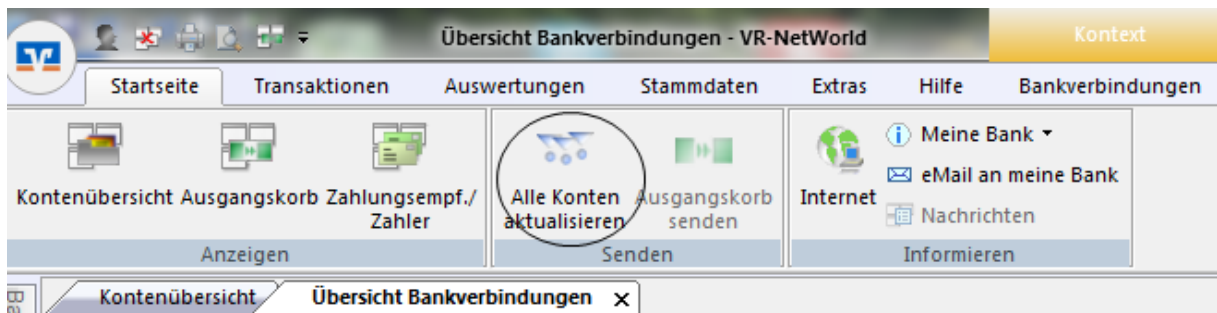 Übersicht Bankverbindungen - VR-NetWorld
Kontext
Startseite Transaktionen Auswertungen Stammdaten Extras Hilfe Bankverbindungen
Kontenübersicht Ausgangskorb Zahlungsempf./
Zahler
Alle Konten
aktualisieren
Ausgangskorb
senden
Internet
Meine Bank
eMail an meine Bank
Nachrichten
Anzeigen Senden Informieren
Ba
Kontenübersicht Übersicht Bankverbindungen x